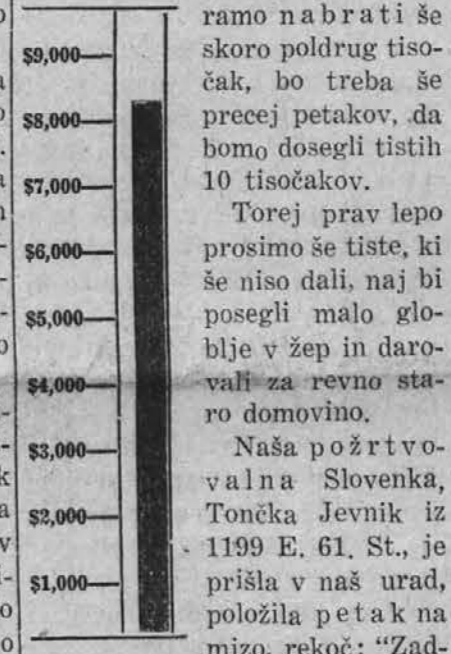 $9,000
$8,000
$7,000
$6,000
$5,000
$4,000
$3,000
$2,000
$1,000
ramo nabrati še
skoro poldrug tiso-
čak, bo treba še
precej petakov, da
bomo dosegli tistih
10 tisočakov.
Torej prav lepo
prosimo še tiste, ki
še niso dali, naj bi
posegli malo glo-
blje v žep in daro-
vali za revno sta-
ro domovino.
Naša požrtvo-
valna Slovenka,
Tončka Jevnik iz
1199 E. 61. St., je
prišla v naš urad,
položila petak na
mizo, rekoč: "Zad-